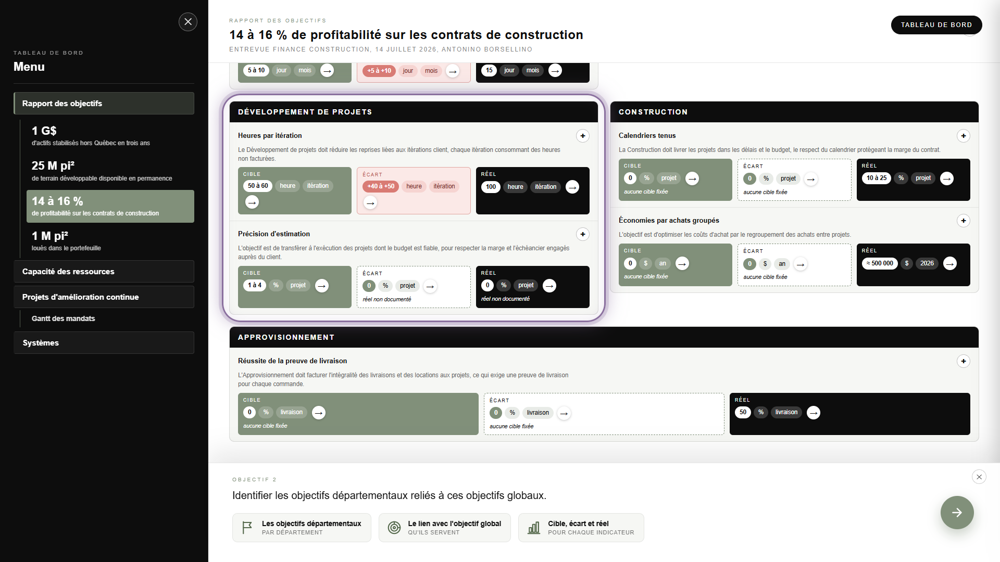 TABLEAU DE BORD
Menu
Rapport des objectifs
1 G$
d'actifs stabilisés hors Québec en trois ans
25 M pi²
de terrain développable disponible en permanence
14 à 16 %
de profitabilité sur les contrats de construction
1 M pi²
loués dans le portefeuille
Capacité des ressources
Projets d'amélioration continue
Gantt des mandats
Systèmes
RAPPORT DES OBJECTIFS
14 à 16 % de profitabilité sur les contrats de construction
ENTREVUE FINANCE CONSTRUCTION, 14 JUILLET 2026, ANTONINO BORSELLINO
TABLEAU DE BORD
5 à 10 jour mois →
+5 à +10 jour mois →
15 jour mois →
DÉVELOPPEMENT DE PROJETS
Heures par itération
+
Le Développement de projets doit réduire les reprises liées aux itérations client, chaque itération consommant des heures
non facturées.
CIBLE
50 à 60 heure itération
→
ÉCART
+40 à +50 heure itération
→
RÉEL
100 heure itération →
Précision d'estimation
+
L'objectif est de transférer à l'exécution des projets dont le budget est fiable, pour respecter la marge et l'échéancier engagés
auprès du client.
CIBLE
1 à 4 % projet →
ÉCART
0 % projet →
réel non documenté
RÉEL
0 % projet →
réel non documenté
CONSTRUCTION
Calendriers tenus
+
La Construction doit livrer les projets dans les délais et le budget, le respect du calendrier protégeant la marge du contrat.
CIBLE
0 % projet →
aucune cible fixée
ÉCART
0 % projet →
aucune cible fixée
RÉEL
10 à 25 % projet →
Économies par achats groupés
+
L'objectif est d'optimiser les coûts d'achat par le regroupement des achats entre projets.
CIBLE
0 $ an →
aucune cible fixée
ÉCART
0 $ an →
aucune cible fixée
RÉEL
≈ 500 000 $ 2026 →
APPROVISIONNEMENT
Réussite de la preuve de livraison
+
L'Approvisionnement doit facturer l'intégralité des livraisons et des locations aux projets, ce qui exige une preuve de livraison
pour chaque commande.
CIBLE
0 % livraison →
aucune cible fixée
ÉCART
0 % livraison →
aucune cible fixée
RÉEL
50 % livraison →
OBJECTIF 2
Identifier les objectifs départementaux reliés à ces objectifs globaux.
Les objectifs départementaux
PAR DÉPARTEMENT
Le lien avec l'objectif global
QU'ILS SERVENT
Cible, écart et réel
POUR CHAQUE INDICATEUR